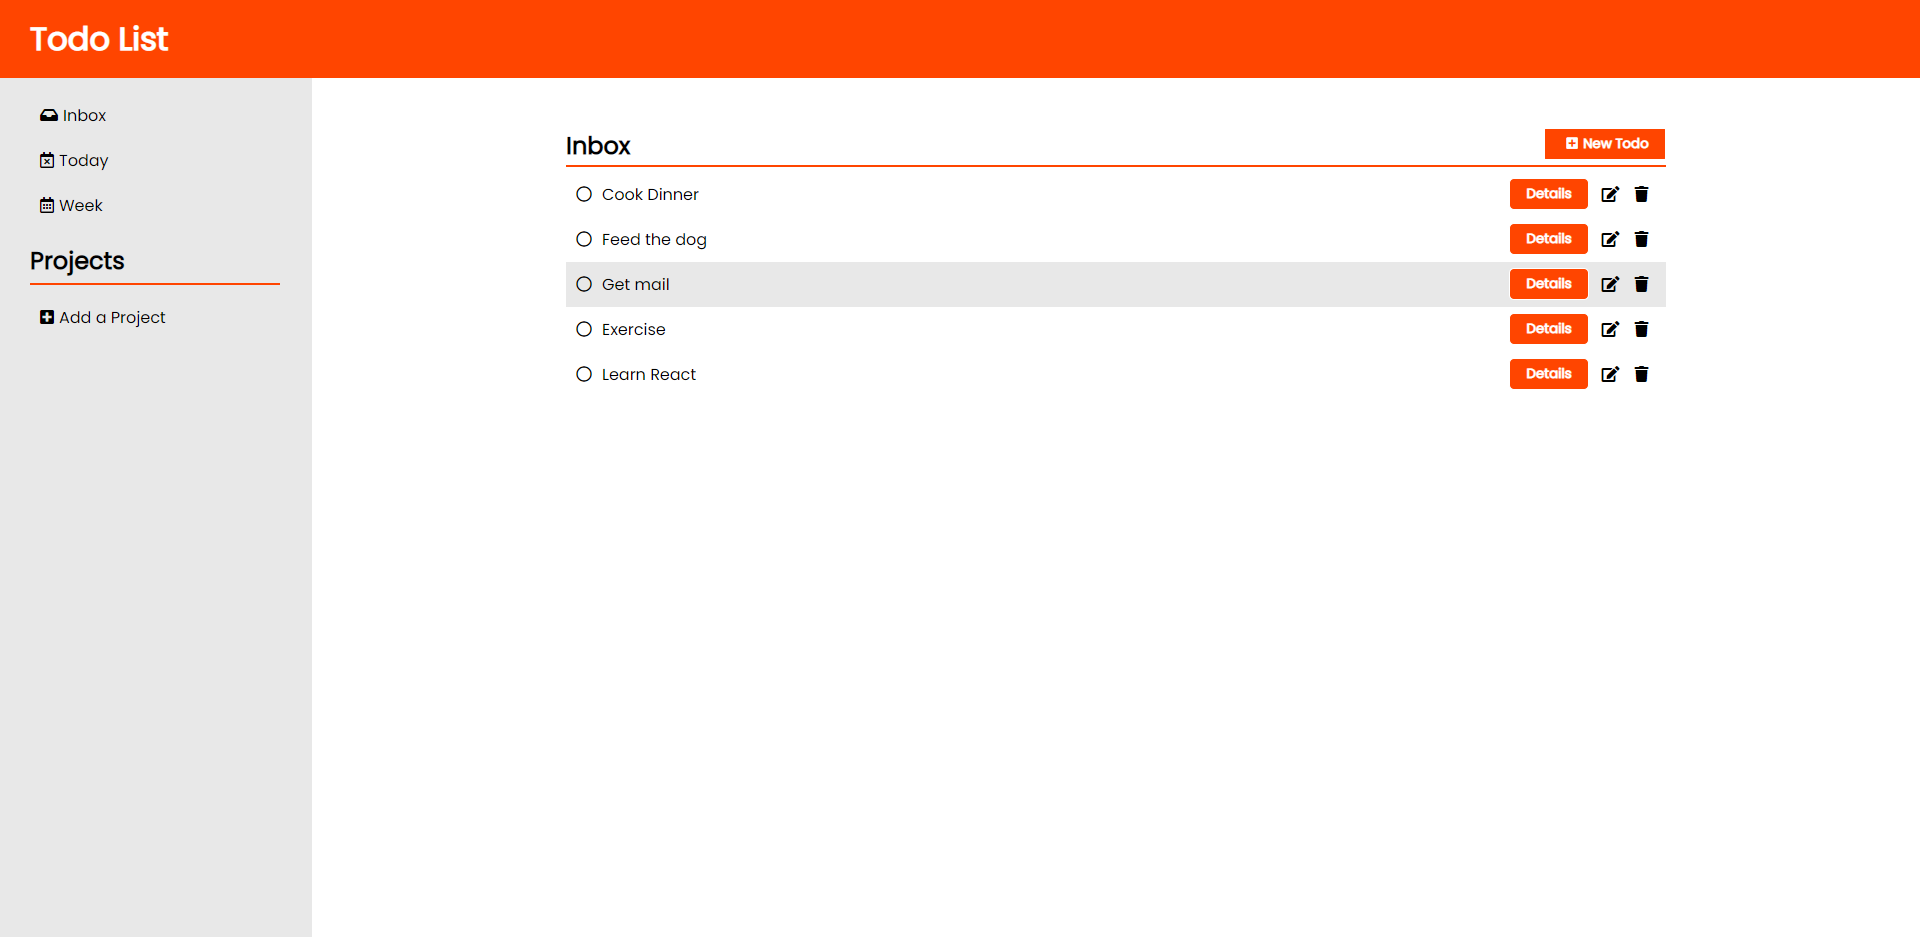 Todo List
Inbox
Today
Week
Projects
Add a Project
Inbox
New Todo
Cook Dinner
Details
Feed the dog
Details
Get mail
Details
Exercise
Details
Learn React
Details